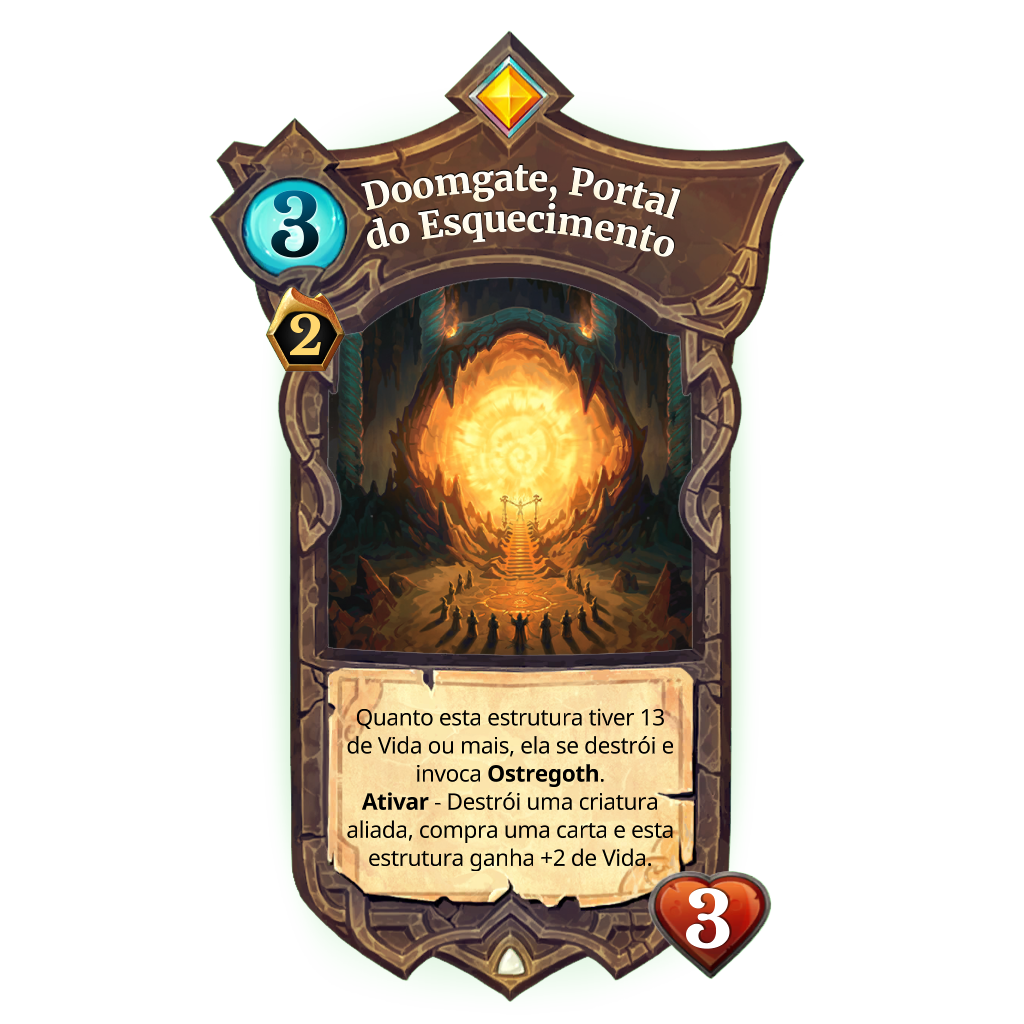 3
Doomgate, Portal
do Esquecimento
2
Quanto esta estrutura tiver 13
de Vida ou mais, ela se destrói e
invoca Ostregoth.
Ativar - Destrói uma criatura
aliada, compra uma carta e esta
estrutura ganha +2 de Vida.
3